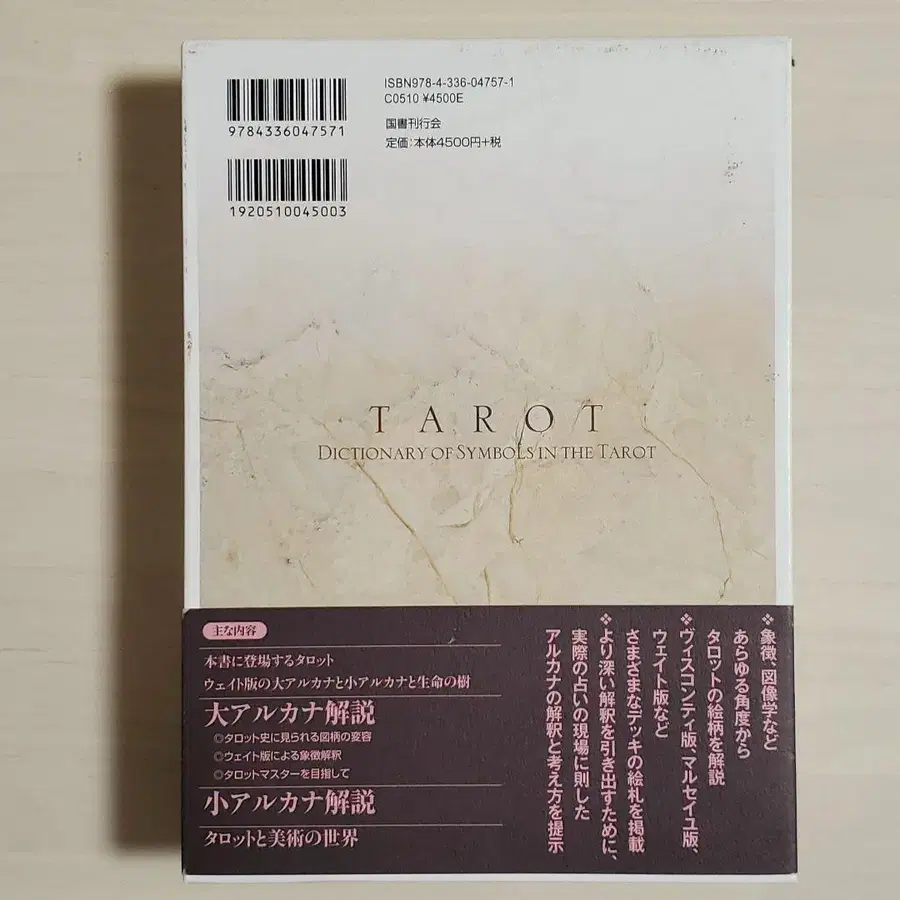 ISBN978-4-336-04757-1
C0510 ¥4500E
国書刊行会
定価:本体4500円+税
9784336047571
1920510045003
TAROT
DICTIONARY OF SYMBOLS IN THE TAROT
❖象徴、図像学など
あらゆる角度から
タロットの絵柄を解説
❖ヴィスコンティ版、マルセイユ版、
ウェイト版など
さまざまなデッキの絵札を掲載
❖より深い解釈を引き出すために、
実際の占いの現場に則した
アルカナの解釈と考え方を提示
主な内容
本書に登場するタロット
ウェイト版の大アルカナと小アルカナと生命の樹
大アルカナ解説
◎タロット史に見られる図柄の変容
◎ウェイト版による象徴解釈
◎タロットマスターを目指して
小アルカナ解説
タロットと美術の世界